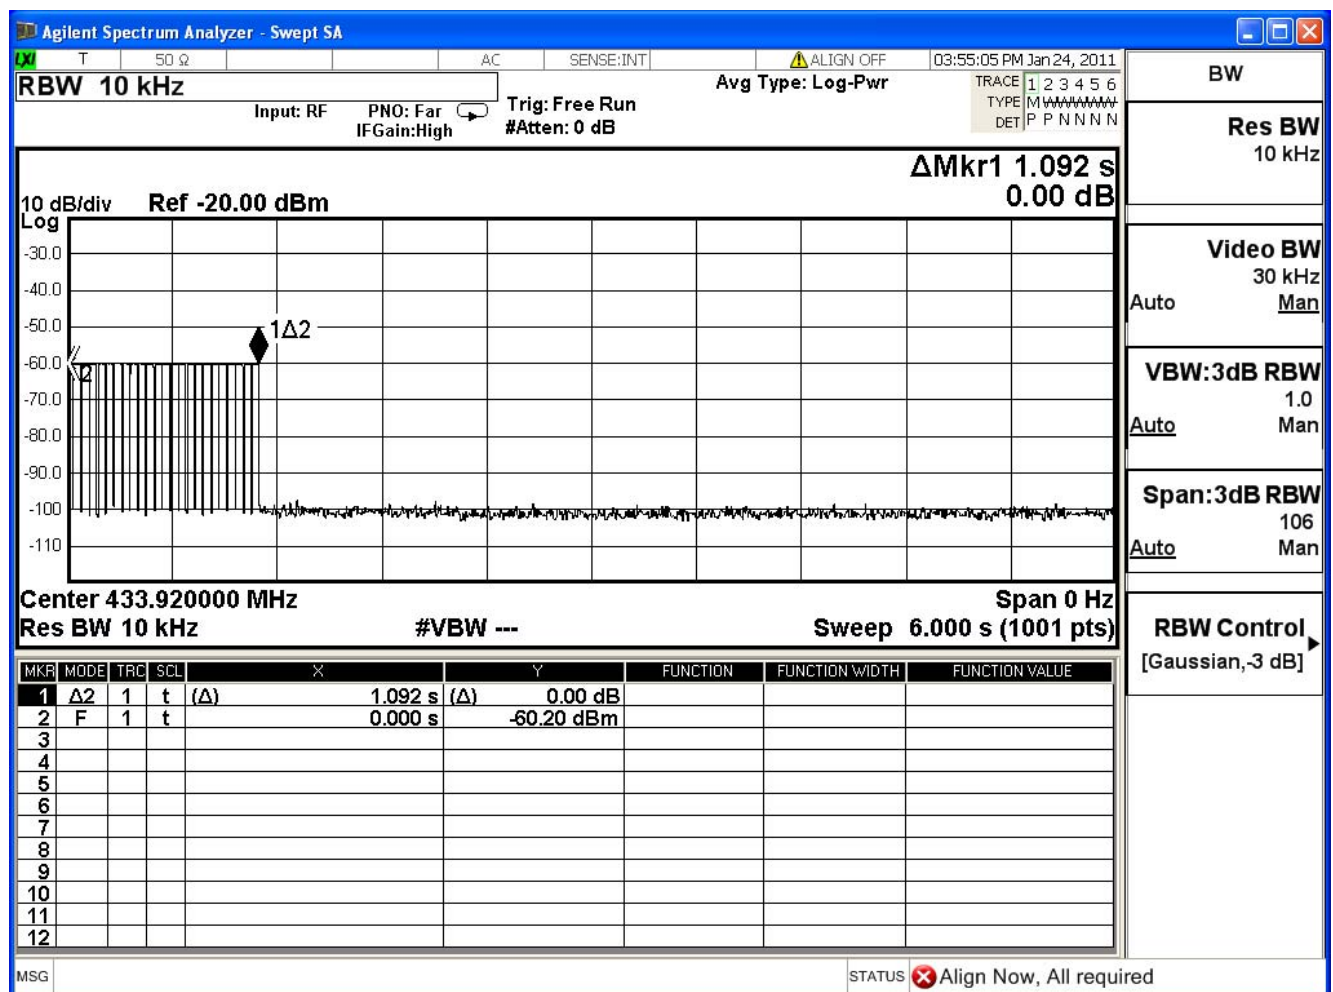 Agilent Spectrum Analyzer - Swept SA
LXI T 50 Ω AC SENSE:INT ALIGN OFF 03:55:05 PM Jan 24, 2011
RBW 10 kHz
Input: RF PNO: Far Trig: Free Run Avg Type: Log-Pwr TRACE 1 2 3 4 5 6
IFGain:High #Atten: 0 dB TYPE M WWWWW
DET P P N N N N
ΔMkr1 1.092 s
0.00 dB
10 dB/div Ref -20.00 dBm
Log
-30.0
-40.0
-50.0
1Δ2
-60.0
2
-70.0
-80.0
-90.0
-100
-110
Center 433.920000 MHz Span 0 Hz
Res BW 10 kHz #VBW --- Sweep 6.000 s (1001 pts)
MKR MODE TRC SCL X Y FUNCTION FUNCTION WIDTH FUNCTION VALUE
1 Δ2 1 t (Δ) 1.092 s (Δ) 0.00 dB
2 F 1 t 0.000 s -60.20 dBm
3
4
5
6
7
8
9
10
11
12
MSG STATUS Align Now, All required
BW
Res BW
10 kHz
Video BW
30 kHz
Auto Man
VBW:3dB RBW
1.0
Auto Man
Span:3dB RBW
106
Auto Man
RBW Control
[Gaussian,-3 dB]